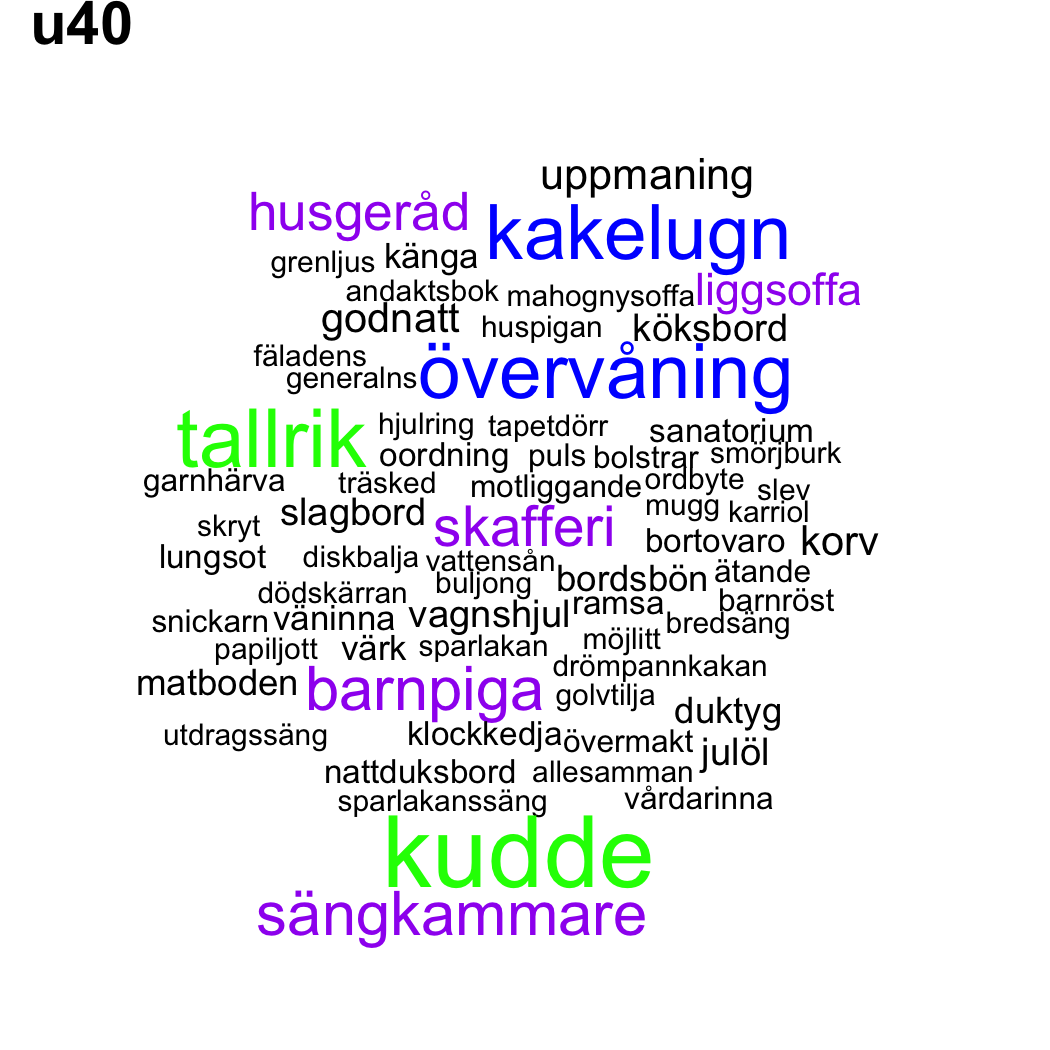 u40
uppmaning
husgeråd kakelugn
grenljus känga
andaktsbok mahognysoffa liggsoffa
godnatt huspigan köksbord
fäladens övervåning
generalns
tallrik hjulring tapetdörr sanatorium
oordning puls bolstrar smörjburk
garnhärva träsked motliggande ordbyte slev
skryt slagbord skafferi mugg karriol
lungsot diskbalja vattensån bortovaro korv
dödskärran buljong bordsbön ätande
snickarn väninna vagnshjul ramsa barnröst
papiljott värk sparlakan möjlitt bredsäng
matboden barnpiga drömpannkakan
golvtilja duktyg
utdragssäng klockkedja övermakt julöl
nattduksbord allesamman
sparlakanssäng vårdarinna
kudde
sängkammare